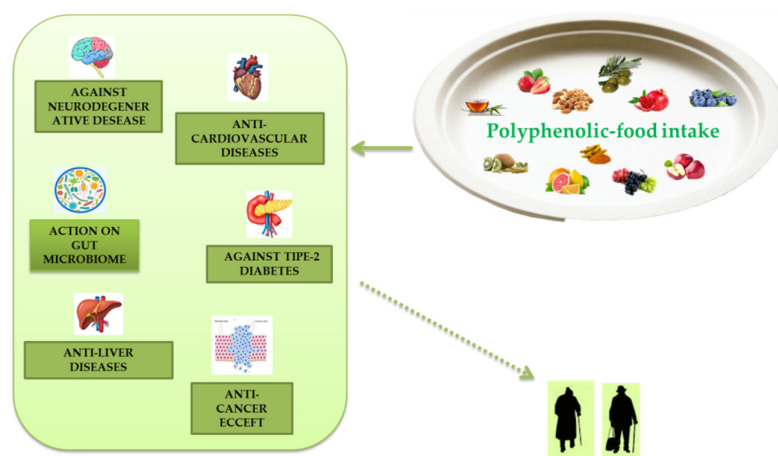 AGAINST
NEURODEGENER
ATIVE DESEASE
ANTI-
CARDIOVASCULAR
DISEASES
ACTION ON
GUT
MICROBIOME
AGAINST TIPE-2
DIABETES
ANTI-LIVER
DISEASES
ANTI-
CANCER
ECCEFT
Polyphenolic-food intake